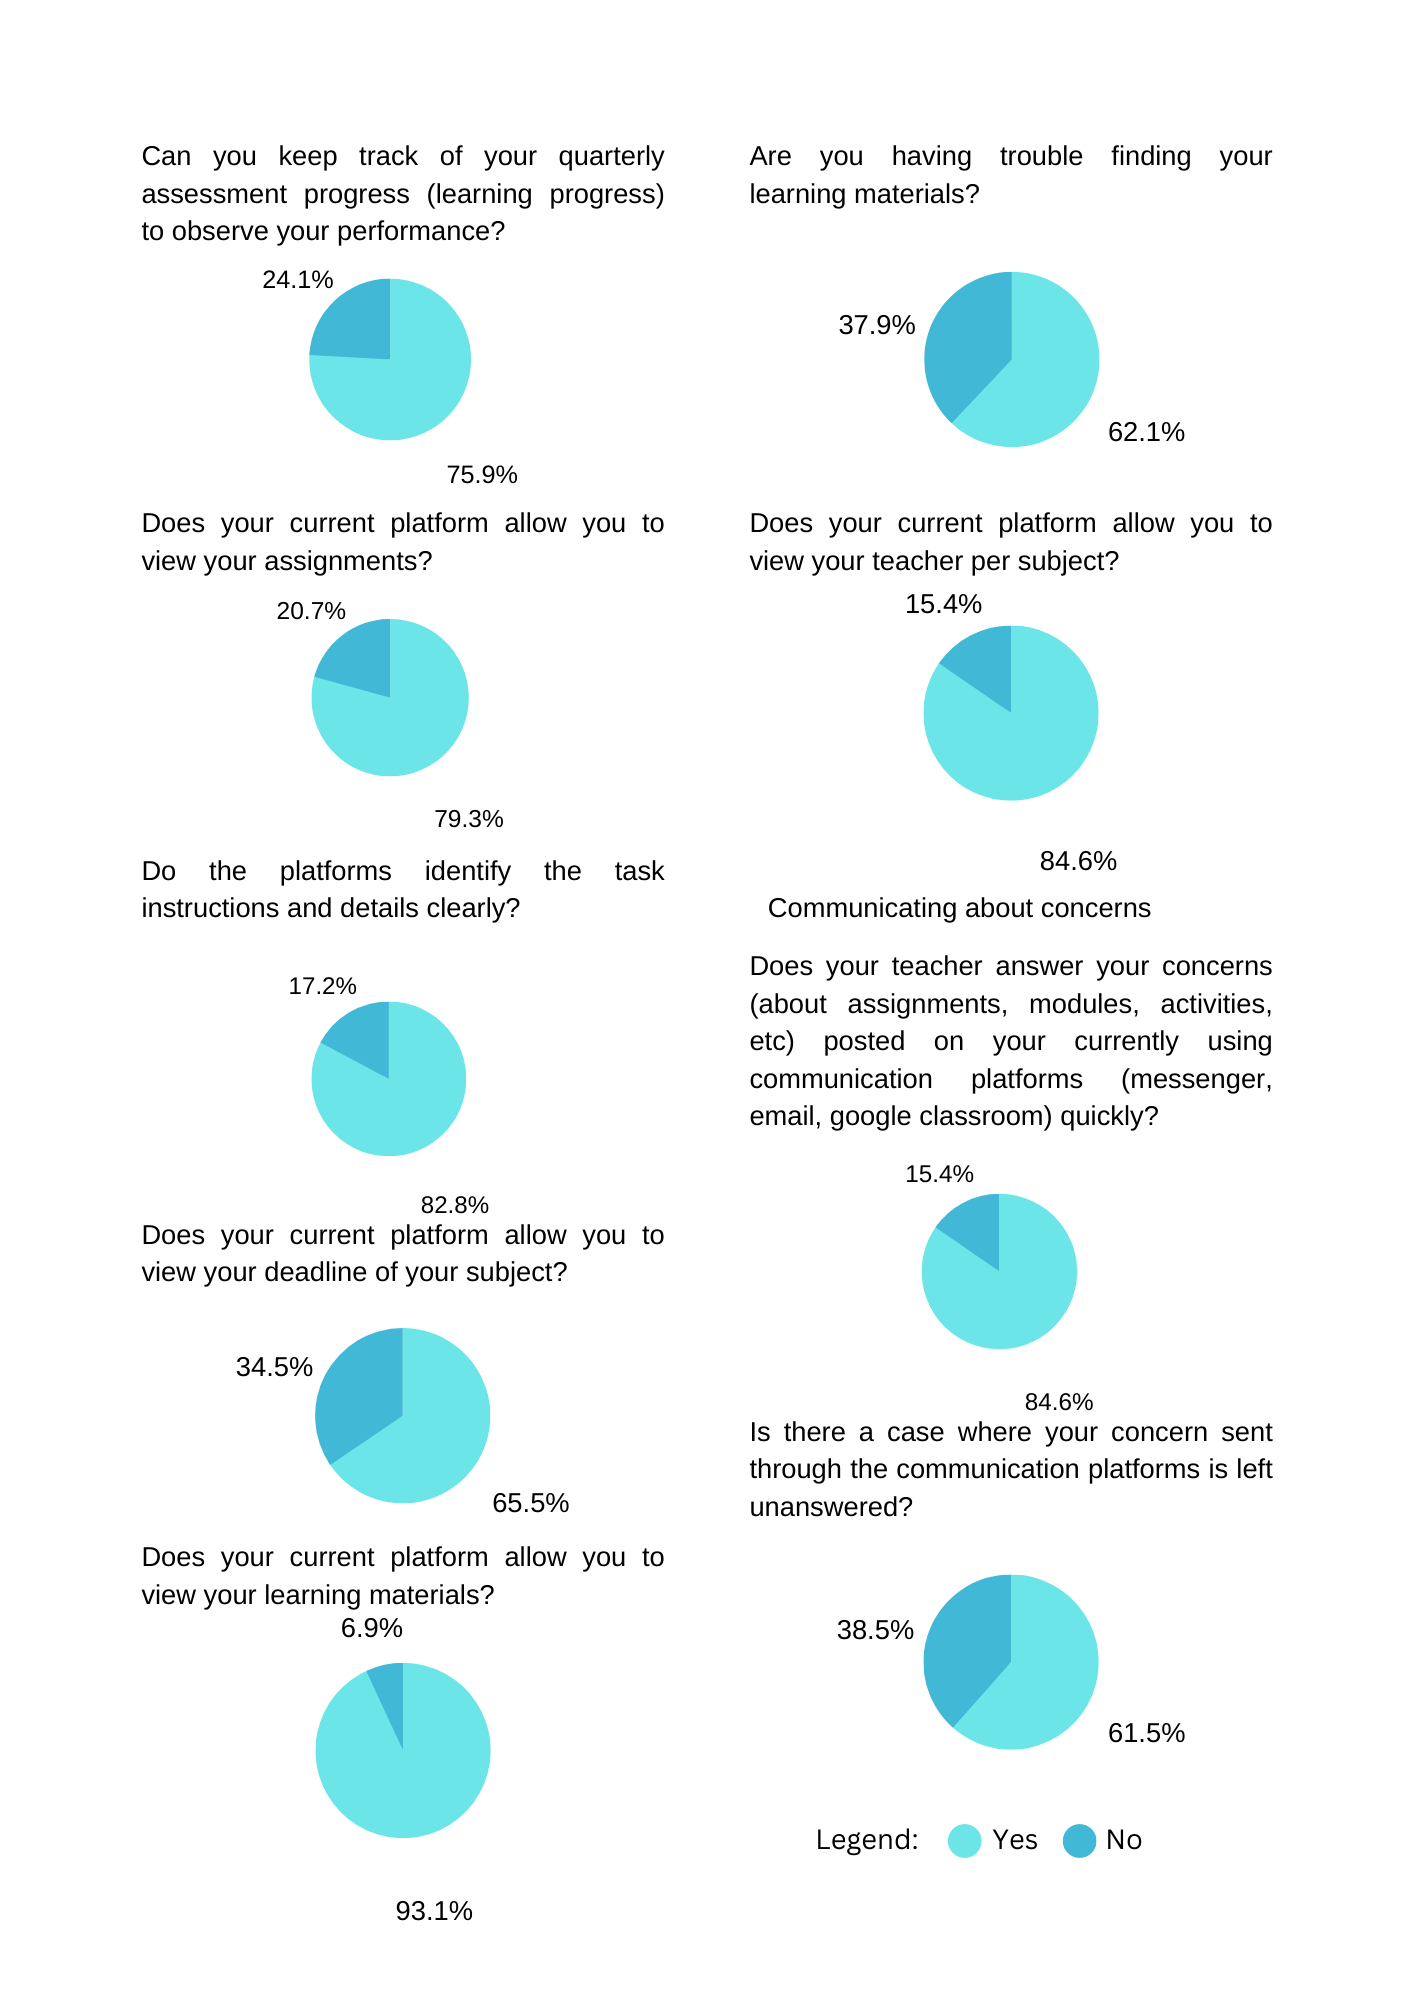 Can you keep track of your quarterly
assessment progress (learning progress)
to observe your performance?
24.1%
75.9%
Does your current platform allow you to
view your assignments?
20.7%
79.3%
Do the platforms identify the task
instructions and details clearly?
17.2%
82.8%
Does your current platform allow you to
view your deadline of your subject?
34.5%
65.5%
Does your current platform allow you to
view your learning materials?
6.9%
93.1%
Are you having trouble finding your
learning materials?
37.9%
62.1%
Does your current platform allow you to
view your teacher per subject?
15.4%
84.6%
Communicating about concerns
Does your teacher answer your concerns
(about assignments, modules, activities,
etc) posted on your currently using
communication platforms (messenger,
email, google classroom) quickly?
15.4%
84.6%
Is there a case where your concern sent
through the communication platforms is left
unanswered?
38.5%
61.5%
Legend: Yes No